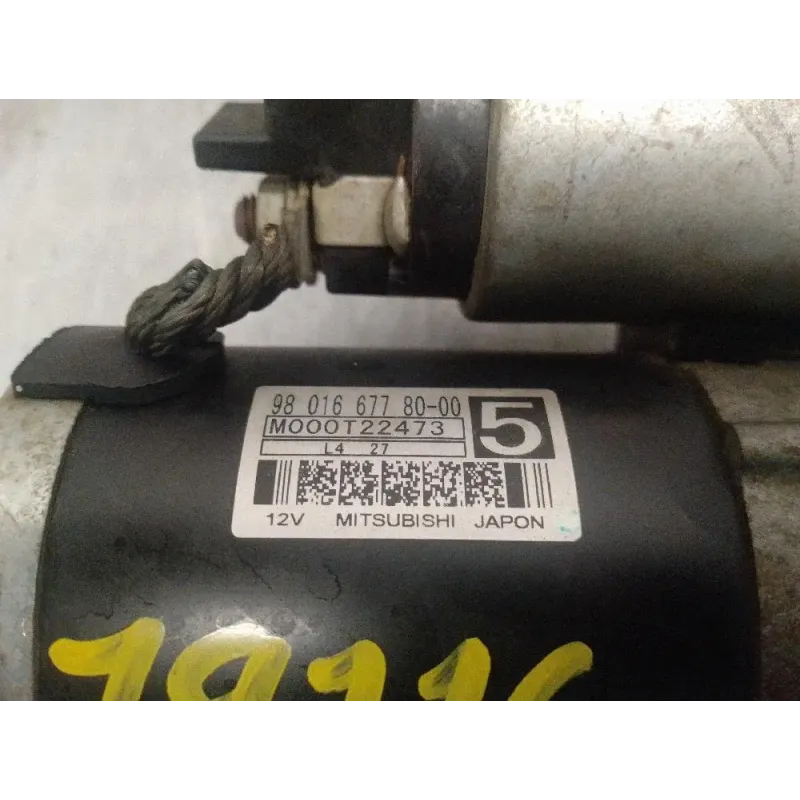 98 016 677 80-00
5
M000T22473
L4 27
12V MITSUBISHI JAPON